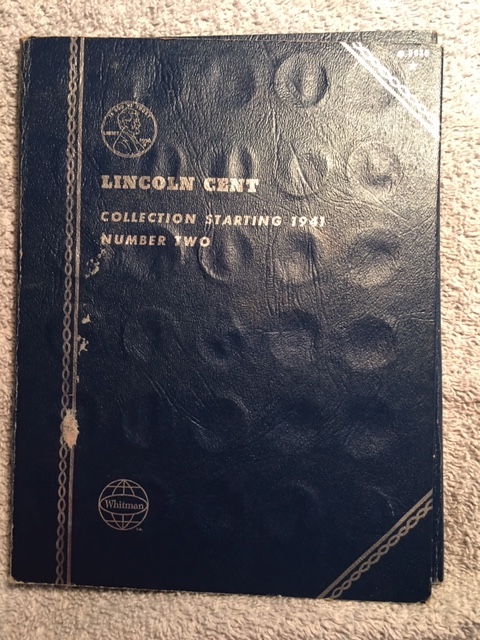 LINCOLN CENT
COLLECTION STARTING 1941
NUMBER TWO
Whitman